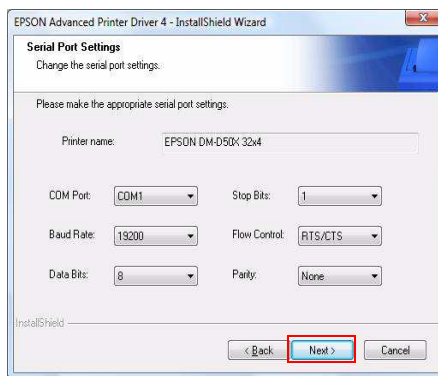 EPSON Advanced Printer Driver 4 - InstallShield Wizard
Serial Port Settings
Change the serial port settings.
Please make the appropriate serial port settings.
Printer name: EPSON DM-D50X 32x4
COM Port: COM1 Stop Bits: 1
Baud Rate: 19200 Flow Control: RTS/CTS
Data Bits: 8 Parity: None
InstallShield
< Back Next > Cancel